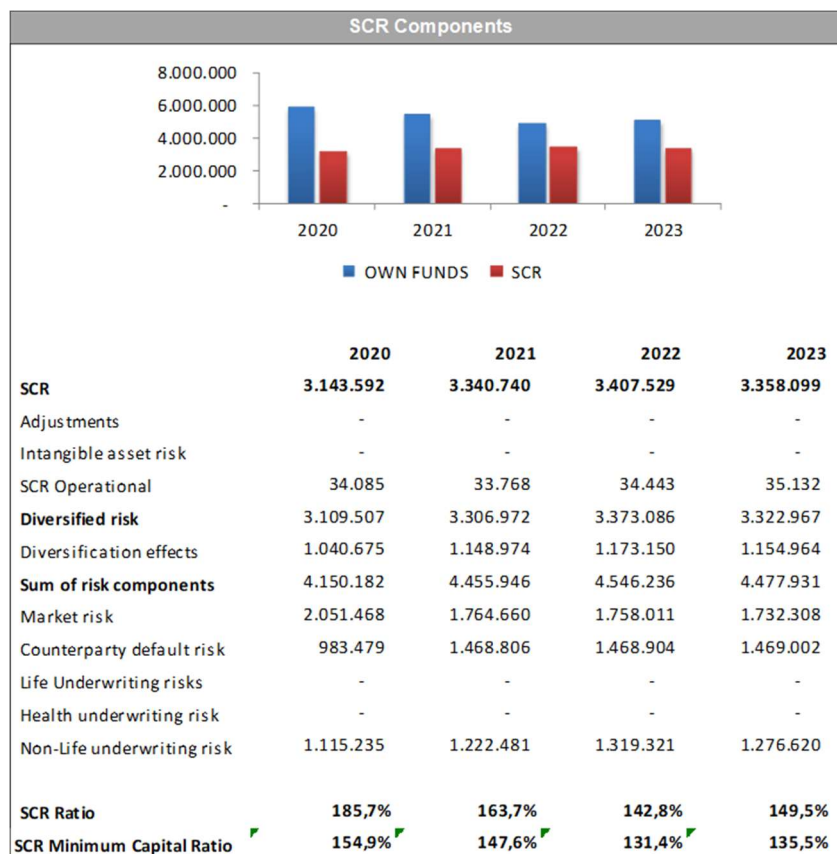 SCR Components
8.000.000
6.000.000
4.000.000
2.000.000
-
2020 2021 2022 2023
OWN FUNDS SCR
2020 2021 2022 2023
SCR 3.143.592 3.340.740 3.407.529 3.358.099
Adjustments - - - -
Intangible asset risk - - - -
SCR Operational 34.085 33.768 34.443 35.132
Diversified risk 3.109.507 3.306.972 3.373.086 3.322.967
Diversification effects 1.040.675 1.148.974 1.173.150 1.154.964
Sum of risk components 4.150.182 4.455.946 4.546.236 4.477.931
Market risk 2.051.468 1.764.660 1.758.011 1.732.308
Counterparty default risk 983.479 1.468.806 1.468.904 1.469.002
Life Underwriting risks - - - -
Health underwriting risk - - - -
Non-Life underwriting risk 1.115.235 1.222.481 1.319.321 1.276.620
SCR Ratio 185,7% 163,7% 142,8% 149,5%
SCR Minimum Capital Ratio 154,9% 147,6% 131,4% 135,5%